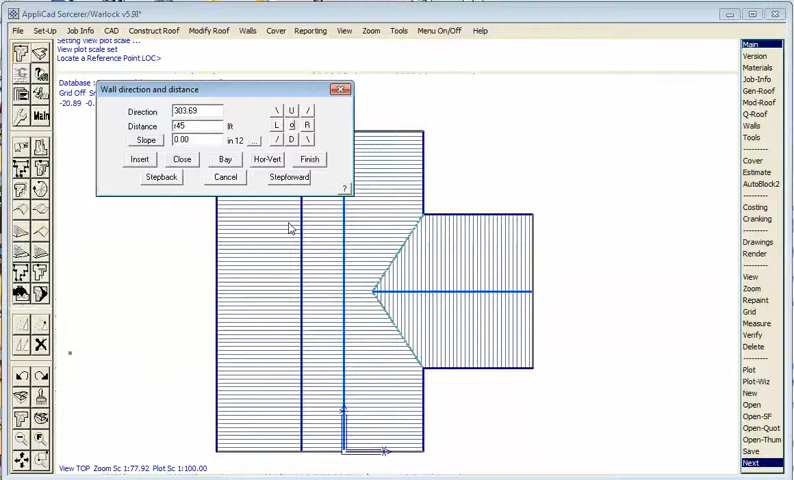 AppliCad Sorcerer/Warlock v5.9I*
File Set-Up Job Info CAD Construct Roof Modify Roof Walls Cover Reporting View Zoom Tools Menu On/Off Help
Setting view plot scale ...
View plot scale set
Locate a Reference Point LOC>
Database :
Grid Off
-20.89 -0.
Wall direction and distance
Direction 303.69 \ U /
Distance r45 lft L o R
Slope 0.00 in 12 ... / D \
Insert Close Bay Hor-Vert Finish
Stepback Cancel Stepforward
?
Main
X
View TOP Zoom Sc 1:77.92 Plot Sc 1:100.00
Main
Version
Materials
Job-Info
Gen-Roof
Mod-Roof
Q-Roof
Walls
Tools
Cover
Estimate
AutoBlock2
Costing
Cranking
Drawings
Render
View
Zoom
Repaint
Grid
Measure
Verify
Delete
Plot
Plot-Wiz
New
Open
Open-SF
Open-Quot
Open-Thum
Save
Next